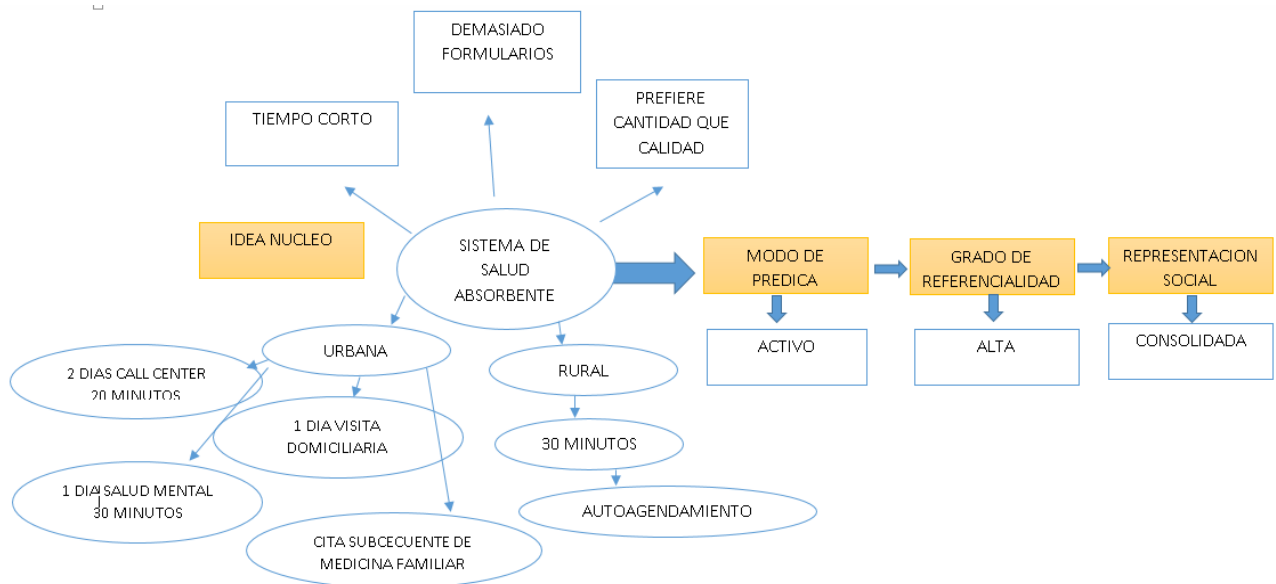 DEMASIADO
FORMULARIOS
PREFIERE
CANTIDAD QUE
CALIDAD
TIEMPO CORTO
IDEA NUCLEO
SISTEMA DE
SALUD
ABSORBENTE
MODO DE
PREDICA
GRADO DE
REFERENCIALIDAD
REPRESENTACION
SOCIAL
ACTIVO
ALTA
CONSOLIDADA
URBANA
RURAL
2 DIAS CALL CENTER
20 MINUTOS
1 DIA VISITA
DOMICILIARIA
30 MINUTOS
1 DIA SALUD MENTAL
30 MINUTOS
AUTOAGENDAMIENTO
CITA SUBCECUENTE DE
MEDICINA FAMILIAR